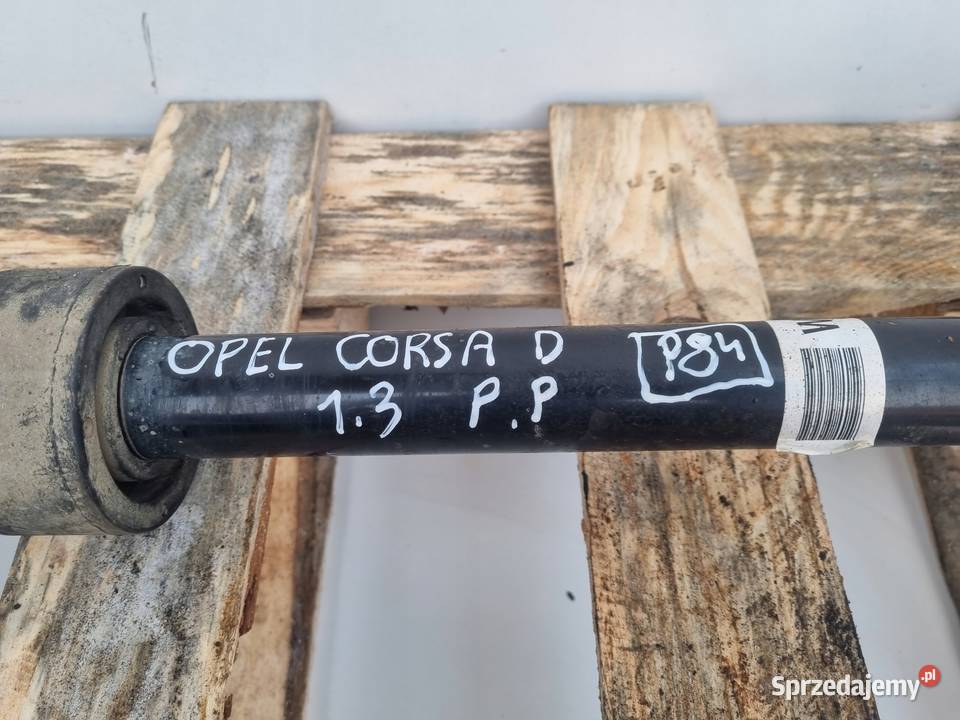 OPEL CORSA D P84
1.3 P.P
Sprzedajemy.pl